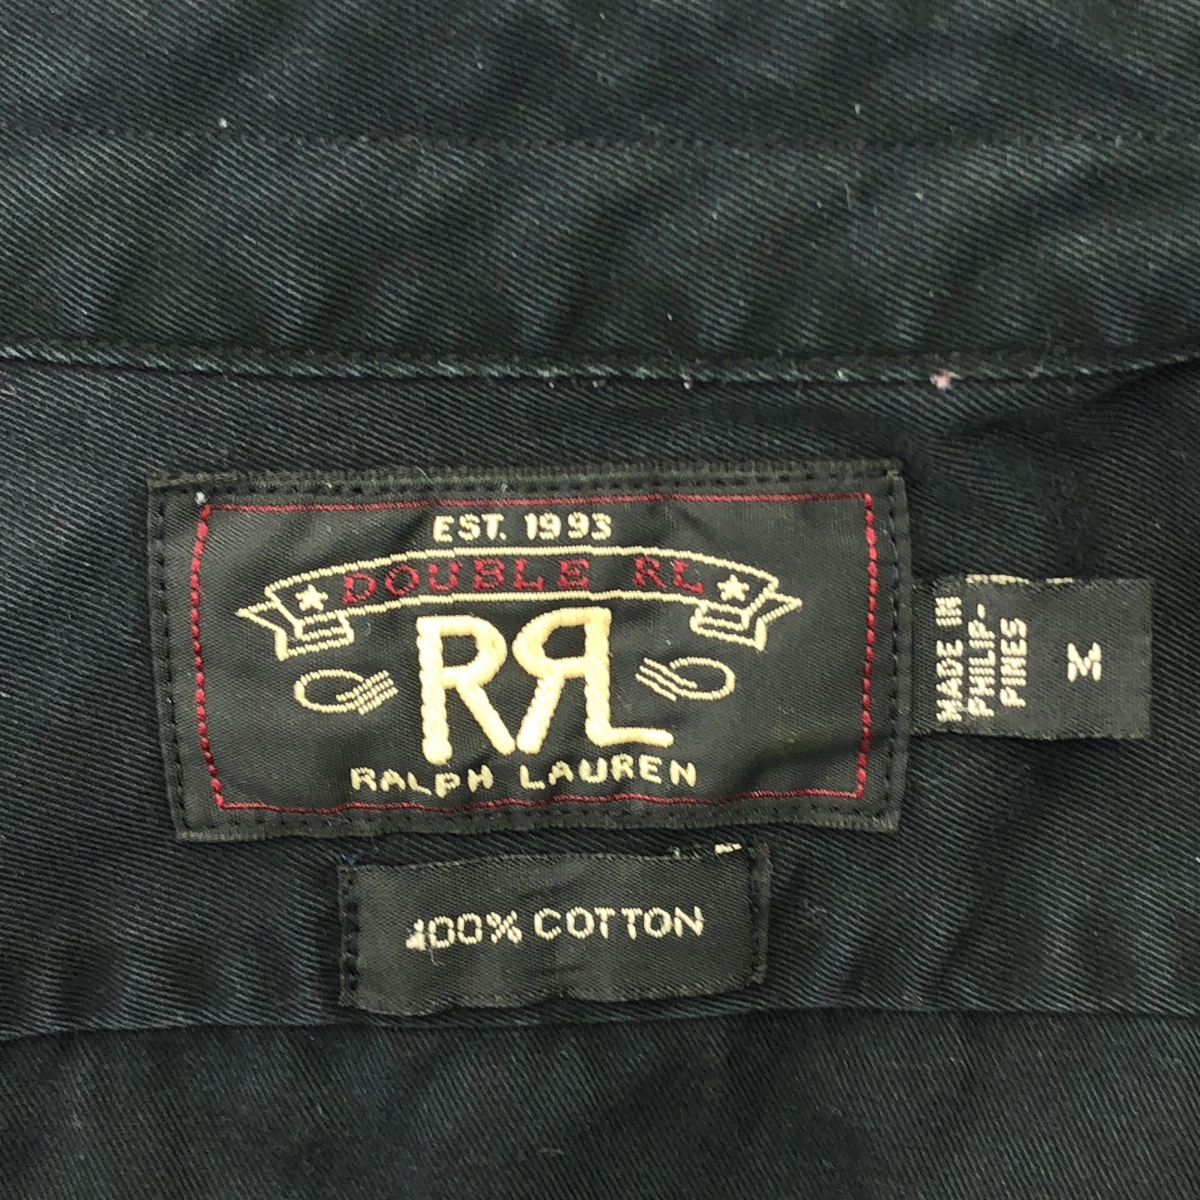 EST. 1993
DOUBLE RL
RRL
RALPH LAUREN
MADE IN
PHILIP-
PINES
M
100% COTTON